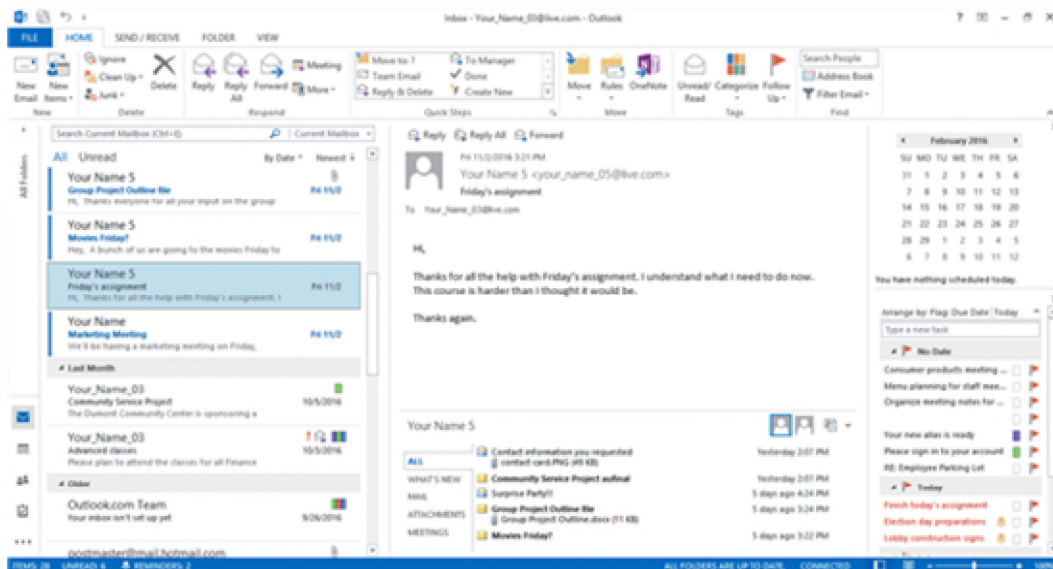 Inbox - Your_Name_03@live.com - Outlook
FILE HOME SEND / RECEIVE FOLDER VIEW
New Email
New Items
Ignore
Clean Up
Junk
Delete
Reply
Reply All
Forward
Meeting
More
Move to: ?
Team Email
Reply & Delete
To Manager
Done
Create New
Move
Rules
OneNote
Unread/ Read
Categorize
Follow Up
Search People
Address Book
Filter Email
New Delete Respond Quick Steps Move Tags Find
All Folders
Search Current Mailbox (Ctrl+E) Current Mailbox
All Unread By Date Newest
Your Name 5
Group Project Outline file Fri 11/2
Hi, Thanks everyone for all your input on the group
Your Name 5
Movies Friday? Fri 11/2
Hey, A bunch of us are going to the movies Friday to
Your Name 5
Friday's assignment Fri 11/2
Hi, Thanks for all the help with Friday's assignment. I
Your Name
Marketing Meeting Fri 11/2
We'll be having a marketing meeting on Friday,
Last Month
Your_Name_03
Community Service Project 10/5/2016
The Dumont Community Center is sponsoring a
Your_Name_03
Advanced classes 10/5/2016
Please plan to attend the classes for all Finance
Older
Outlook.com Team
Your inbox isn't set up yet 9/26/2016
postmaster@mail.hotmail.com
Reply Reply All Forward
Fri 11/2/2016 3:21 PM
Your Name 5 <your_name_05@live.com>
Friday's assignment
To Your_Name_03@live.com
Hi,
Thanks for all the help with Friday's assignment. I understand what I need to do now.
This course is harder than I thought it would be.
Thanks again.
Your Name 5
ALL
WHAT'S NEW
MAIL
ATTACHMENTS
MEETINGS
Contact information you requested Yesterday 2:07 PM
contact card.PNG (49 KB)
Community Service Project aufinal Yesterday 2:07 PM
Surprise Party!! 5 days ago 4:24 PM
Group Project Outline file 5 days ago 3:24 PM
Group Project Outline.docx (11 KB)
Movies Friday? 5 days ago 3:22 PM
February 2016
SU MO TU WE TH FR SA
31 1 2 3 4 5 6
7 8 9 10 11 12 13
14 15 16 17 18 19 20
21 22 23 24 25 26 27
28 29 1 2 3 4 5
6 7 8 9 10 11 12
You have nothing scheduled today.
Arrange by: Flag: Due Date Today
Type a new task
No Date
Consumer products meeting ...
Menu planning for staff mee...
Organize meeting notes for ...
Your new alias is ready
Please sign in to your account
RE: Employee Parking Lot
Today
Finish today's assignment
Election day preparations
Lobby construction signs
ITEMS: 28 UNREAD: 6 REMINDERS: 2 ALL FOLDERS ARE UP TO DATE. CONNECTED 100%